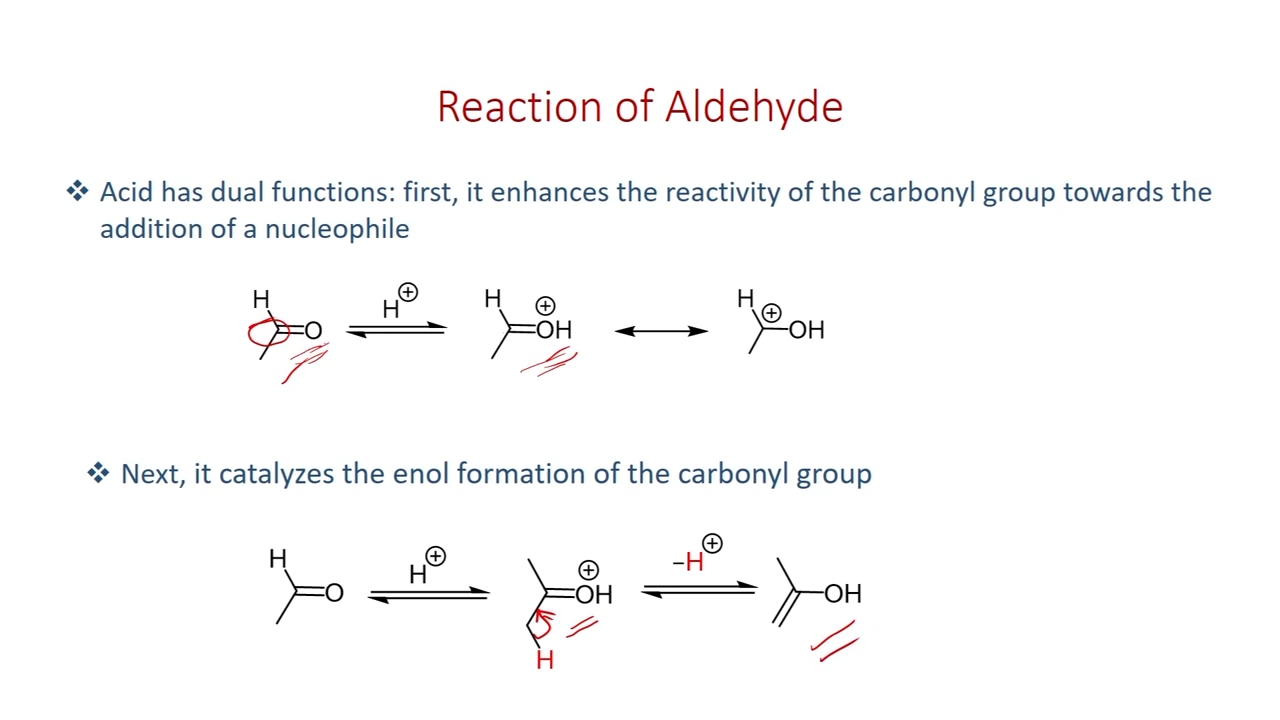 Reaction of Aldehyde
❖ Acid has dual functions: first, it enhances the reactivity of the carbonyl group towards the
addition of a nucleophile
H O H⊕ H ⊕ OH H ⊕ OH
❖ Next, it catalyzes the enol formation of the carbonyl group
H O H⊕ ⊕ OH H –H⊕ OH